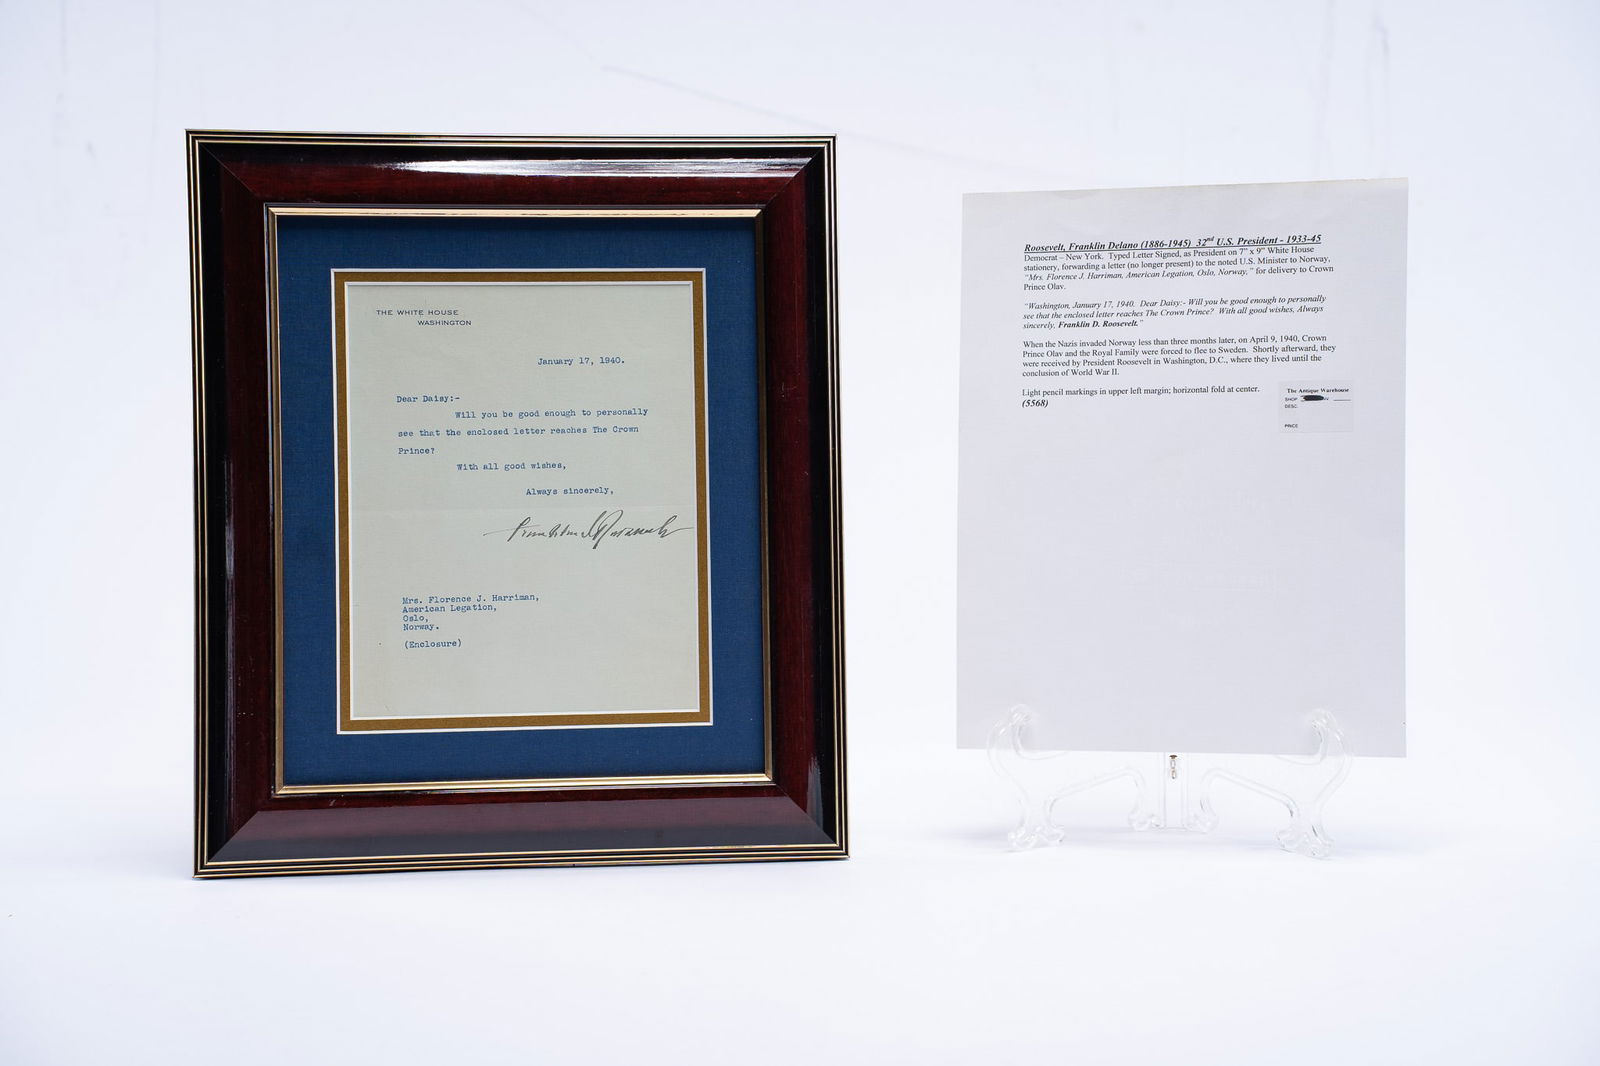 THE WHITE HOUSE
WASHINGTON
January 17, 1940.
Dear Daisy:-
Will you be good enough to personally
see that the enclosed letter reaches The Crown
Prince?
With all good wishes,
Always sincerely,
Franklin D Roosevelt
Mrs. Florence J. Harriman,
American Legation,
Oslo,
Norway.
(Enclosure)
Roosevelt, Franklin Delano (1886-1945) 32nd U.S. President - 1933-45
Democrat – New York. Typed Letter Signed, as President on 7" x 9" White House
stationery, forwarding a letter (no longer present) to the noted U.S. Minister to Norway,
"Mrs. Florence J. Harriman, American Legation, Oslo, Norway," for delivery to Crown
Prince Olav.
"Washington, January 17, 1940. Dear Daisy:- Will you be good enough to personally
see that the enclosed letter reaches The Crown Prince? With all good wishes, Always
sincerely, Franklin D. Roosevelt."
When the Nazis invaded Norway less than three months later, on April 9, 1940, Crown
Prince Olav and the Royal Family were forced to flee to Sweden. Shortly afterward, they
were received by President Roosevelt in Washington, D.C., where they lived until the
conclusion of World War II.
Light pencil markings in upper left margin; horizontal fold at center.
(5568)
The Antique Warehouse
SHOP
DESC.
PRICE